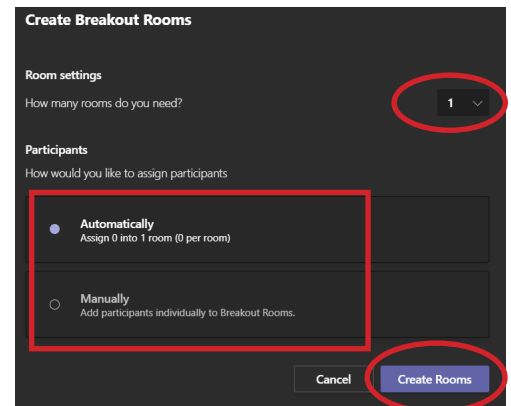 Create Breakout Rooms
Room settings
How many rooms do you need?
1
Participants
How would you like to assign participants
Automatically
Assign 0 into 1 room (0 per room)
Manually
Add participants individually to Breakout Rooms.
Cancel
Create Rooms